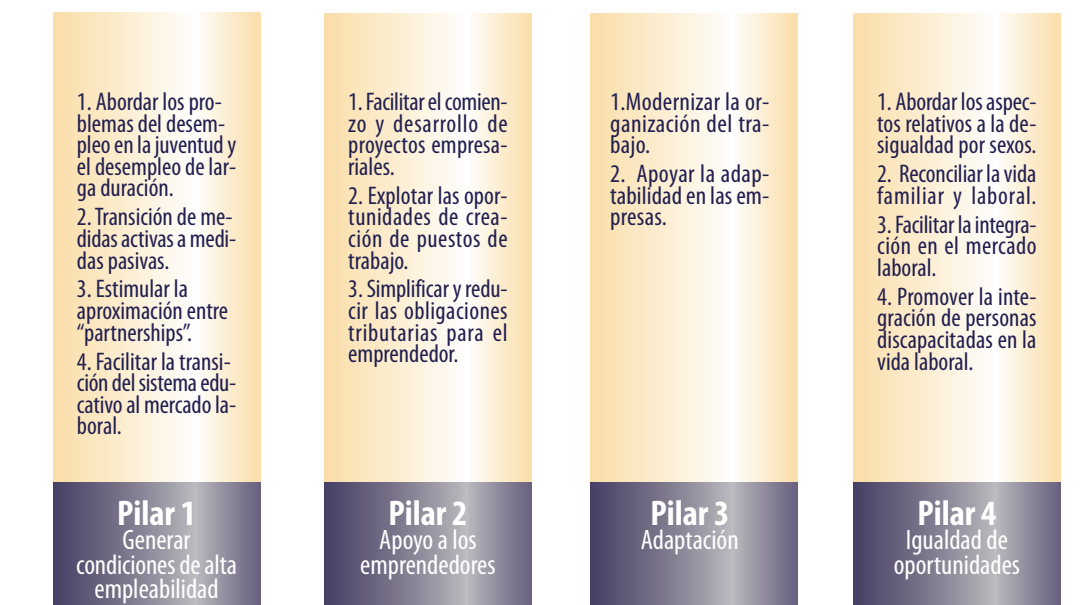 1. Abordar los pro-
blemas del desem-
pleo en la juventud y
el desempleo de lar-
ga duración.
2. Transición de me-
didas activas a medi-
das pasivas.
3. Estimular la
aproximación entre
“partnerships”.
4. Facilitar la transi-
ción del sistema edu-
cativo al mercado la-
boral.
Pilar 1
Generar
condiciones de alta
empleabilidad
1. Facilitar el comien-
zo y desarrollo de
proyectos empresa-
riales.
2. Explotar las opor-
tunidades de crea-
ción de puestos de
trabajo.
3. Simplificar y redu-
cir las obligaciones
tributarias para el
emprendedor.
Pilar 2
Apoyo a los
emprendedores
1.Modernizar la or-
ganización del tra-
bajo.
2. Apoyar la adap-
tabilidad en las em-
presas.
Pilar 3
Adaptación
1. Abordar los aspec-
tos relativos a la de-
sigualdad por sexos.
2. Reconciliar la vida
familiar y laboral.
3. Facilitar la integra-
ción en el mercado
laboral.
4. Promover la inte-
gración de personas
discapacitadas en la
vida laboral.
Pilar 4
Igualdad de
oportunidades